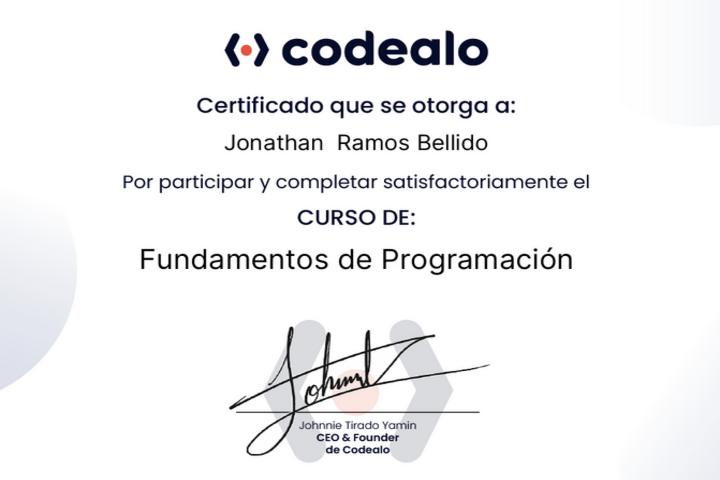 codealo
Certificado que se otorga a:
Jonathan Ramos Bellido
Por participar y completar satisfactoriamente el
CURSO DE:
Fundamentos de Programación
Johnnie Tirado Yamin
CEO & Founder
de Codealo